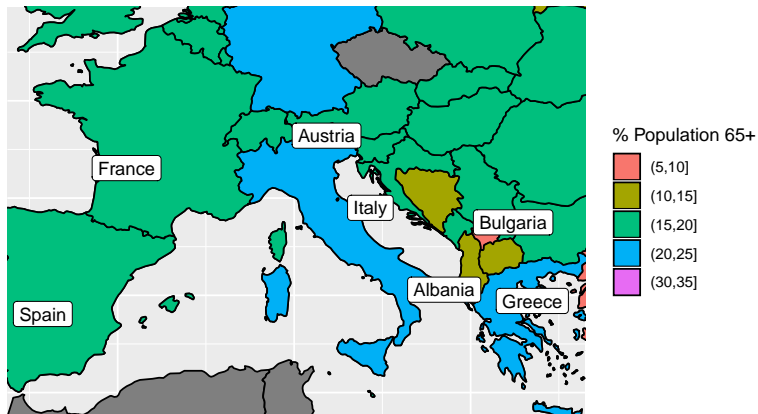 Austria
France
Italy
Bulgaria
Albania
Greece
Spain
% Population 65+
(5,10]
(10,15]
(15,20]
(20,25]
(30,35]